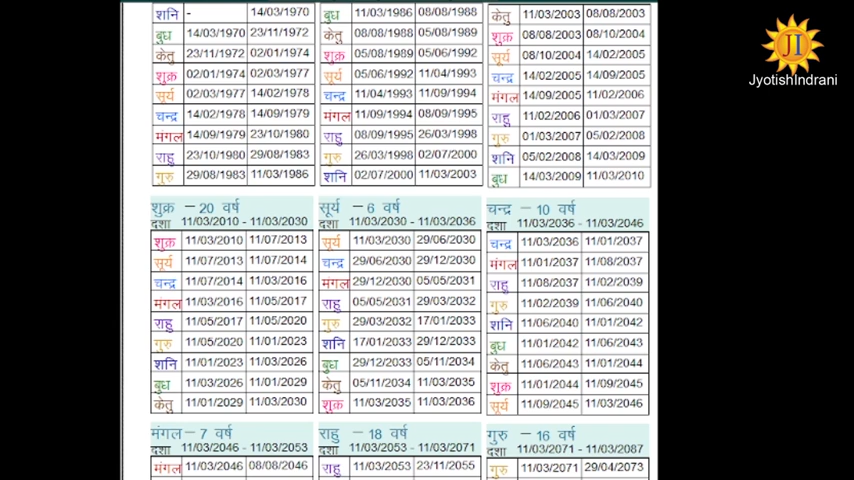 शनि - 14/03/1970
बुध 14/03/1970 23/11/1972
केतु 23/11/1972 02/01/1974
शुक्र 02/01/1974 02/03/1977
सूर्य 02/03/1977 14/02/1978
चन्द्र 14/02/1978 14/09/1979
मंगल 14/09/1979 23/10/1980
राहु 23/10/1980 29/08/1983
गुरु 29/08/1983 11/03/1986
बुध 11/03/1986 08/08/1988
केतु 08/08/1988 05/08/1989
शुक्र 05/08/1989 05/06/1992
सूर्य 05/06/1992 11/04/1993
चन्द्र 11/04/1993 11/09/1994
मंगल 11/09/1994 08/09/1995
राहु 08/09/1995 26/03/1998
गुरु 26/03/1998 02/07/2000
शनि 02/07/2000 11/03/2003
केतु 11/03/2003 08/08/2003
शुक्र 08/08/2003 08/10/2004
सूर्य 08/10/2004 14/02/2005
चन्द्र 14/02/2005 14/09/2005
मंगल 14/09/2005 11/02/2006
राहु 11/02/2006 01/03/2007
गुरु 01/03/2007 05/02/2008
शनि 05/02/2008 14/03/2009
बुध 14/03/2009 11/03/2010
JI
JyotishIndrani
शुक्र - 20 वर्ष
दशा 11/03/2010 - 11/03/2030
शुक्र 11/03/2010 11/07/2013
सूर्य 11/07/2013 11/07/2014
चन्द्र 11/07/2014 11/03/2016
मंगल 11/03/2016 11/05/2017
राहु 11/05/2017 11/05/2020
गुरु 11/05/2020 11/01/2023
शनि 11/01/2023 11/03/2026
बुध 11/03/2026 11/01/2029
केतु 11/01/2029 11/03/2030
सूर्य - 6 वर्ष
दशा 11/03/2030 - 11/03/2036
सूर्य 11/03/2030 29/06/2030
चन्द्र 29/06/2030 29/12/2030
मंगल 29/12/2030 05/05/2031
राहु 05/05/2031 29/03/2032
गुरु 29/03/2032 17/01/2033
शनि 17/01/2033 29/12/2033
बुध 29/12/2033 05/11/2034
केतु 05/11/2034 11/03/2035
शुक्र 11/03/2035 11/03/2036
चन्द्र - 10 वर्ष
दशा 11/03/2036 - 11/03/2046
चन्द्र 11/03/2036 11/01/2037
मंगल 11/01/2037 11/08/2037
राहु 11/08/2037 11/02/2039
गुरु 11/02/2039 11/06/2040
शनि 11/06/2040 11/01/2042
बुध 11/01/2042 11/06/2043
केतु 11/06/2043 11/01/2044
शुक्र 11/01/2044 11/09/2045
सूर्य 11/09/2045 11/03/2046
मंगल - 7 वर्ष
दशा 11/03/2046 - 11/03/2053
मंगल 11/03/2046 08/08/2046
राहु - 18 वर्ष
दशा 11/03/2053 - 11/03/2071
राहु 11/03/2053 23/11/2055
गुरु - 16 वर्ष
दशा 11/03/2071 - 11/03/2087
गुरु 11/03/2071 29/04/2073